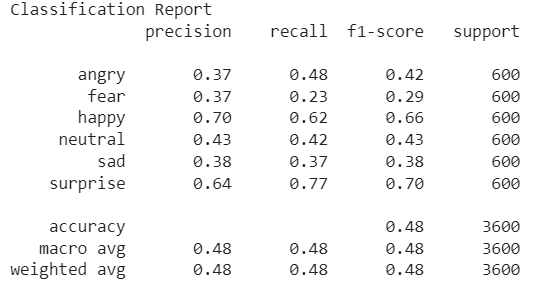 Classification Report
precision recall f1-score support
angry 0.37 0.48 0.42 600
fear 0.37 0.23 0.29 600
happy 0.70 0.62 0.66 600
neutral 0.43 0.42 0.43 600
sad 0.38 0.37 0.38 600
surprise 0.64 0.77 0.70 600
accuracy 0.48 3600
macro avg 0.48 0.48 0.48 3600
weighted avg 0.48 0.48 0.48 3600